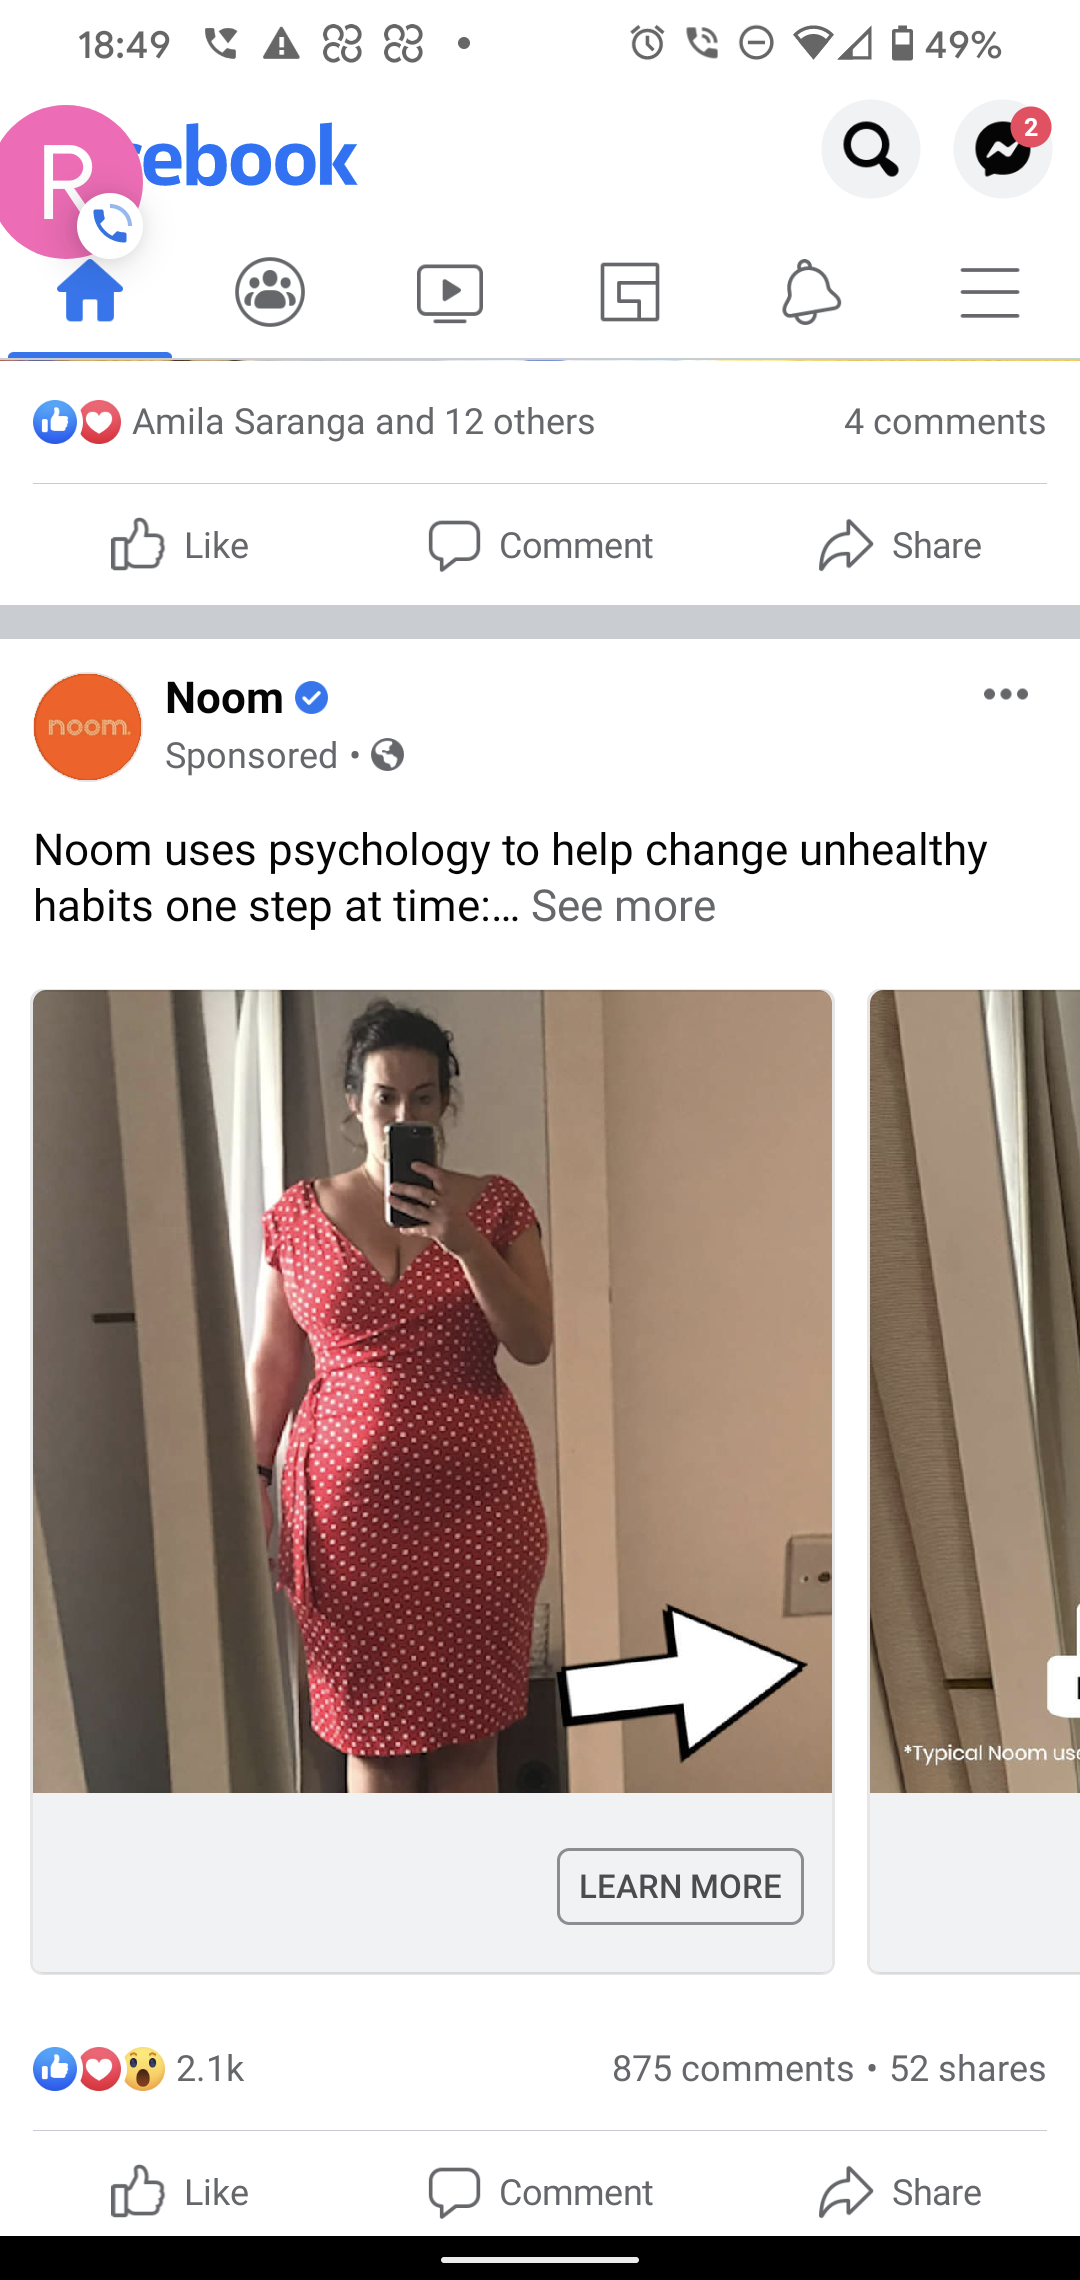 18:49
49%
R
ebook
2
Amila Saranga and 12 others
4 comments
Like
Comment
Share
noom.
Noom
Sponsored •
Noom uses psychology to help change unhealthy
habits one step at time:... See more
*Typical Noom
LEARN MORE
2.1k
875 comments • 52 shares
Like
Comment
Share